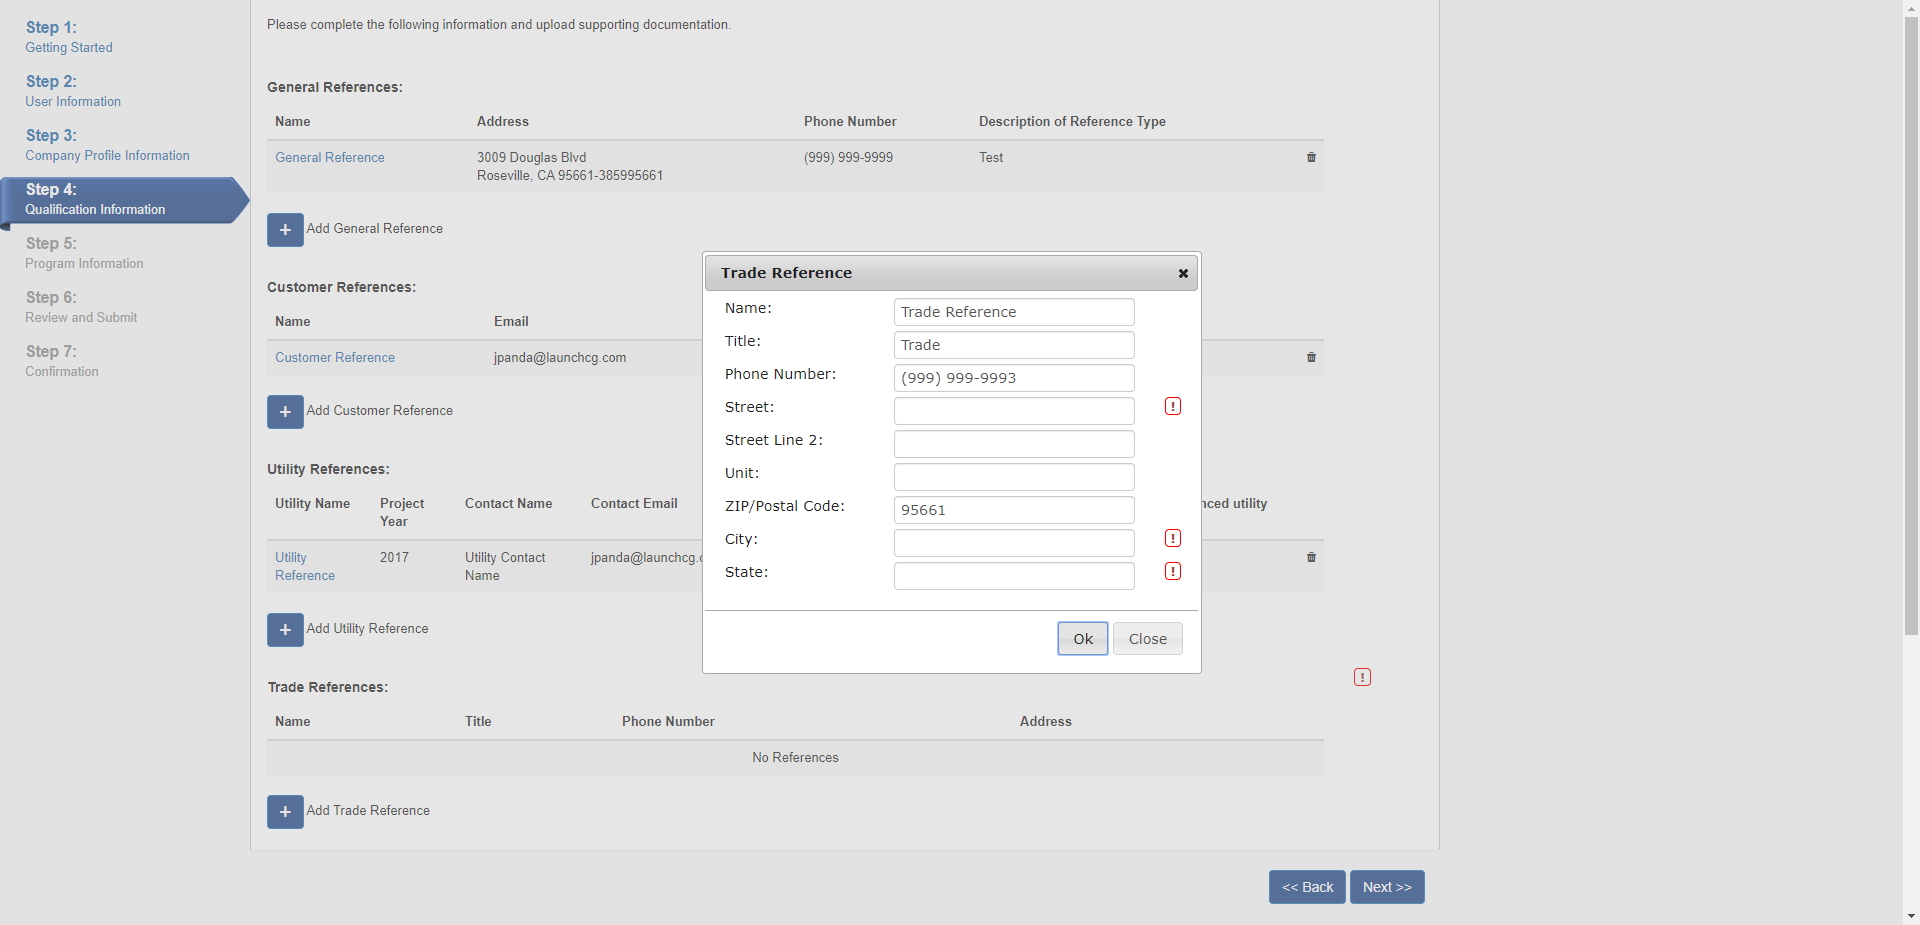 Step 1:
Getting Started
Step 2:
User Information
Step 3:
Company Profile Information
Step 4:
Qualification Information
Step 5:
Program Information
Step 6:
Review and Submit
Step 7:
Confirmation
Please complete the following information and upload supporting documentation.
General References:
Name Address Phone Number Description of Reference Type
General Reference 3009 Douglas Blvd (999) 999-9999 Test
Roseville, CA 95661-385995661
+ Add General Reference
Customer References:
Name Email
Customer Reference jpanda@launchcg.com
+ Add Customer Reference
Utility References:
Utility Name Project Contact Name Contact Email utility
Year
Utility 2017 Utility Contact jpanda@launchcg.
Reference Name
+ Add Utility Reference
Trade References:
Name Title Phone Number Address
No References
+ Add Trade Reference
<< Back Next >>
Trade Reference
Name: Trade Reference
Title: Trade
Phone Number: (999) 999-9993
Street: !
Street Line 2:
Unit:
ZIP/Postal Code: 95661
City: !
State: !
Ok Close
!